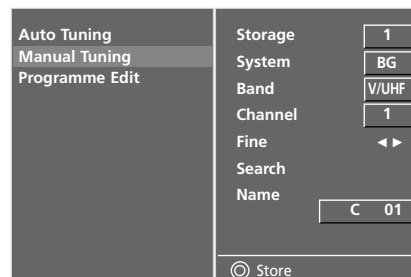 Auto Tuning
Manual Tuning
Programme Edit
Storage 1
System BG
Band V/UHF
Channel 1
Fine ◄►
Search
Name
C 01
Store